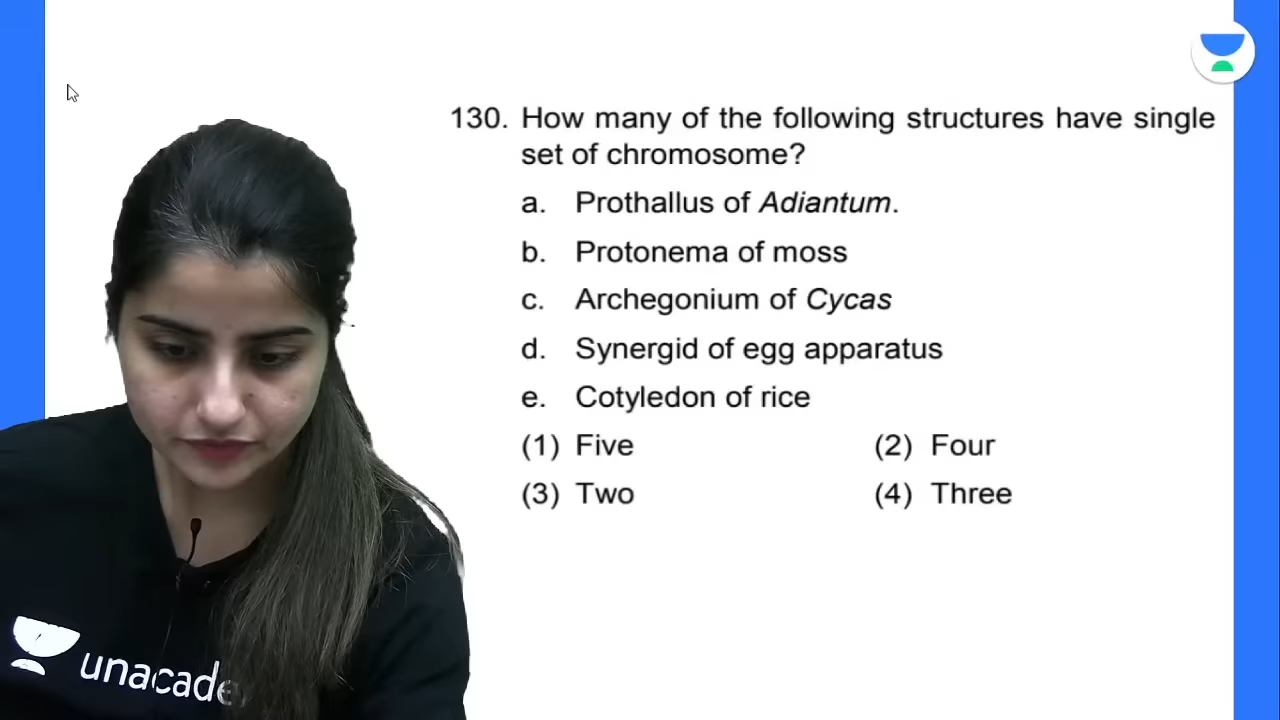 130. How many of the following structures have single
set of chromosome?
a. Prothallus of Adiantum.
b. Protonema of moss
c. Archegonium of Cycas
d. Synergid of egg apparatus
e. Cotyledon of rice
(1) Five (2) Four
(3) Two (4) Three
unacade